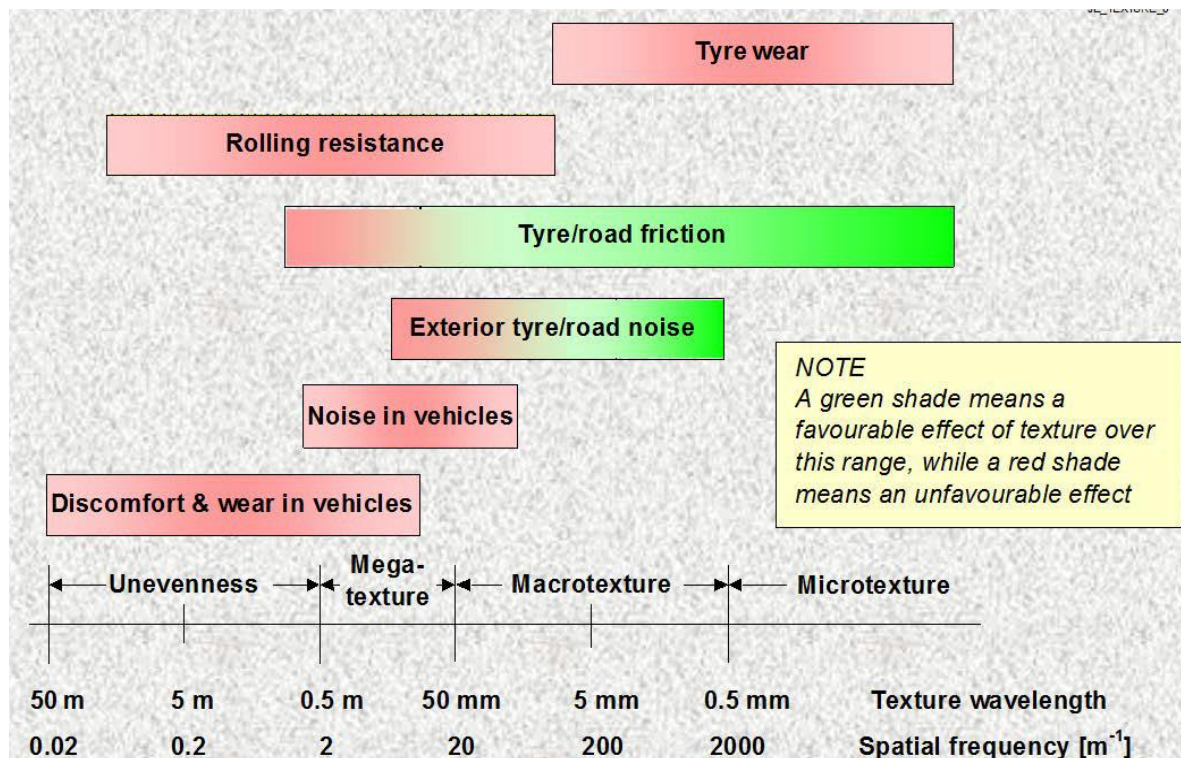 Tyre wear
Rolling resistance
Tyre/road friction
Exterior tyre/road noise
NOTE
A green shade means a
favourable effect of texture over
this range, while a red shade
means an unfavourable effect
Noise in vehicles
Discomfort & wear in vehicles
Unevenness
Mega-
texture
Macrotexture
Microtexture
50 m 5 m 0.5 m 50 mm 5 mm 0.5 mm Texture wavelength
0.02 0.2 2 20 200 2000 Spatial frequency [m⁻¹]